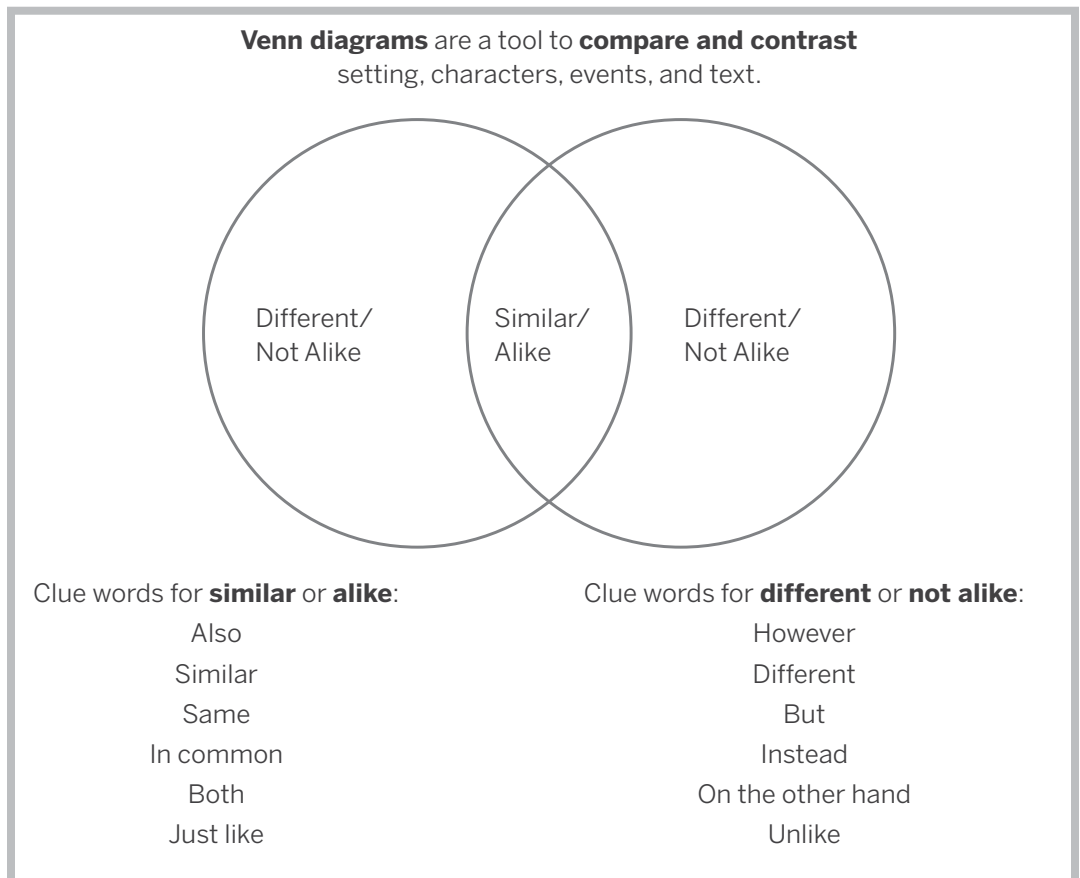 Venn diagrams are a tool to compare and contrast
setting, characters, events, and text.
Different/
Not Alike
Similar/
Alike
Different/
Not Alike
Clue words for similar or alike:
Also
Similar
Same
In common
Both
Just like
Clue words for different or not alike:
However
Different
But
Instead
On the other hand
Unlike